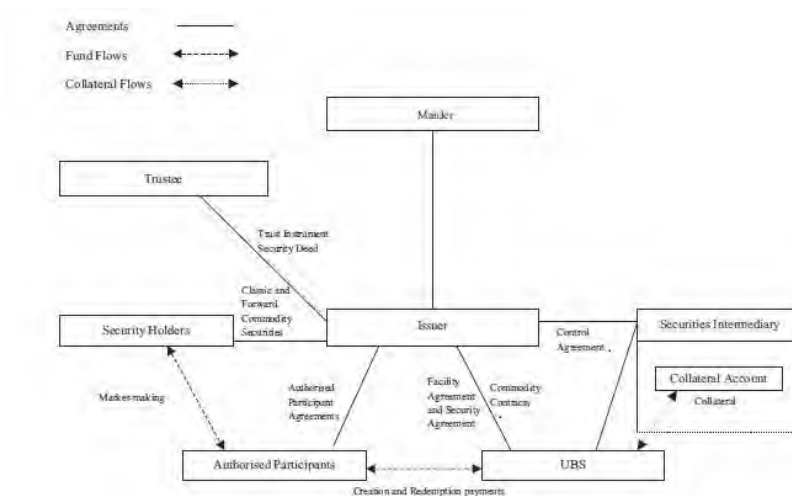 Agreements
Fund Flows
Collateral Flows
ManJer
Trustee
Trust Instrument
Security Deed
Classic and
Forward
Commodity
Securities
Security Holders
Issuer
Securities Intermediary
Control
Agreement
Collateral Account
Collateral
Market-making
Authorised
Participant
Agreements
Facility
Agreement
and Security
Agreement
Commodity
Contracts
Authorised Participants
UBS
Creation and Redemption payments